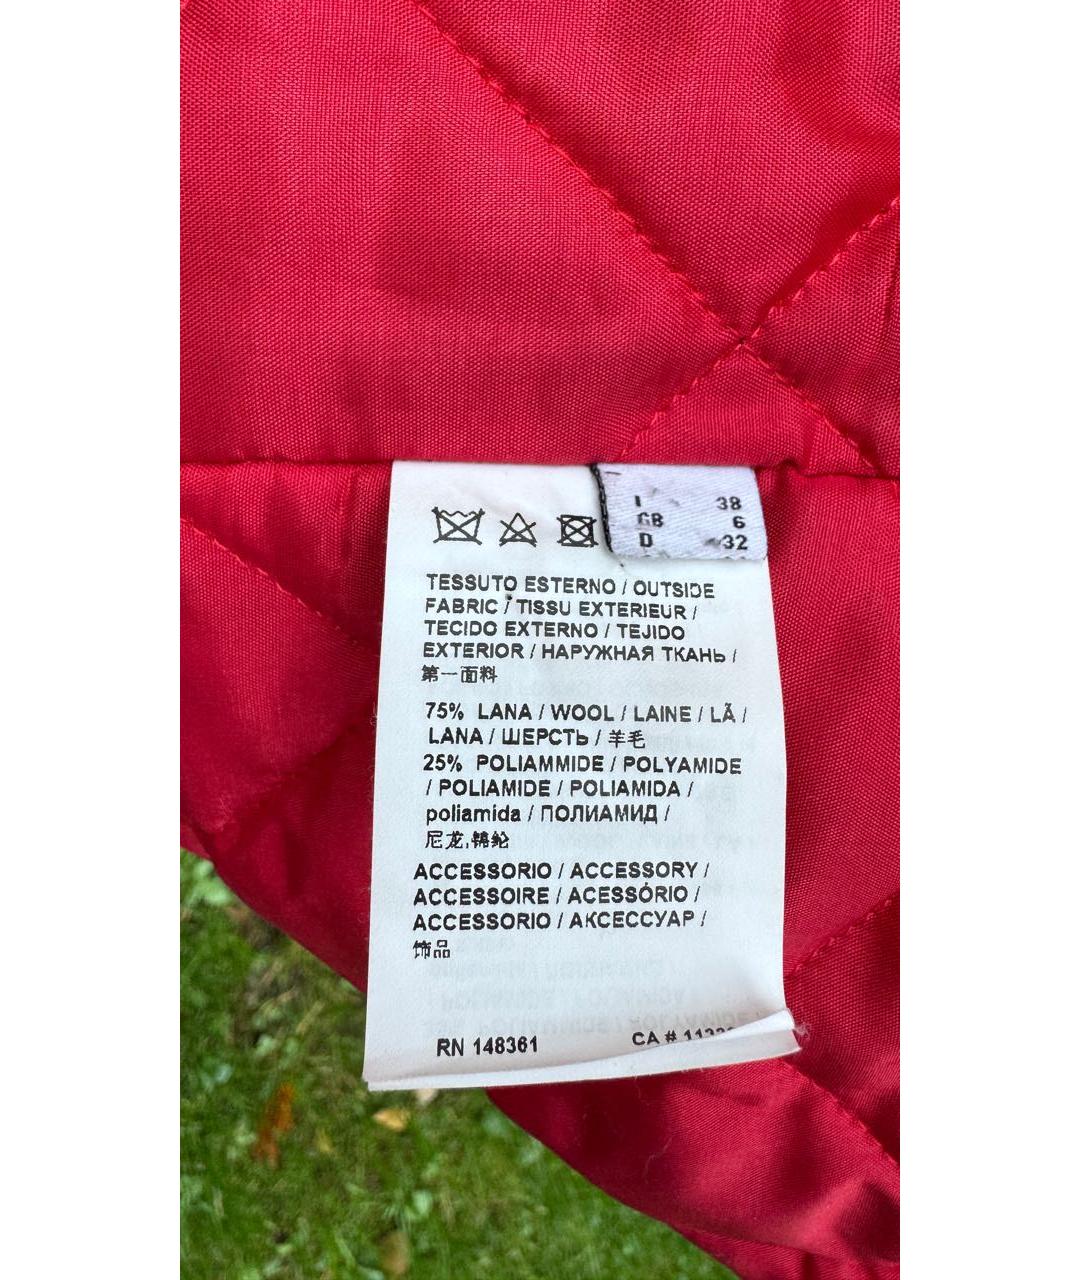 I 38
GB 6
D 32
TESSUTO ESTERNO / OUTSIDE
FABRIC / TISSU EXTERIEUR /
TECIDO EXTERNO / TEJIDO
EXTERIOR / НАРУЖНАЯ ТКАНЬ /
第一面料
75% LANA / WOOL / LAINE / LÃ /
LANA / ШЕРСТЬ / 羊毛
25% POLIAMMIDE / POLYAMIDE
/ POLIAMIDE / POLIAMIDA /
poliamida / ПОЛИАМИД /
尼龙,锦纶
ACCESSORIO / ACCESSORY /
ACCESSOIRE / ACESSÓRIO /
ACCESSORIO / АКСЕССУАР /
饰品
RN 148361 CA #